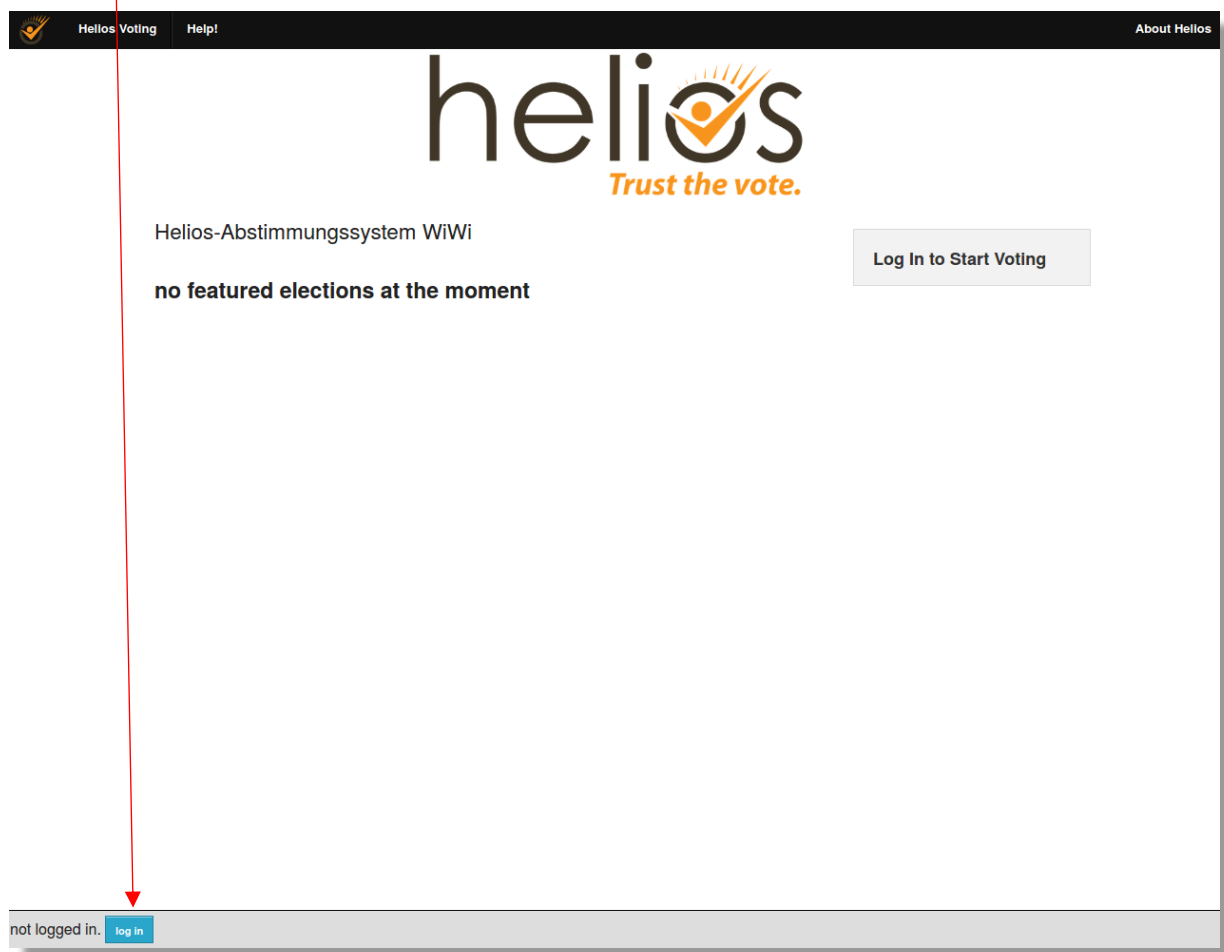 Helios Voting Help! About Helios
helios
Trust the vote.
Helios-Abstimmungssystem WiWi
Log In to Start Voting
no featured elections at the moment
not logged in. log in